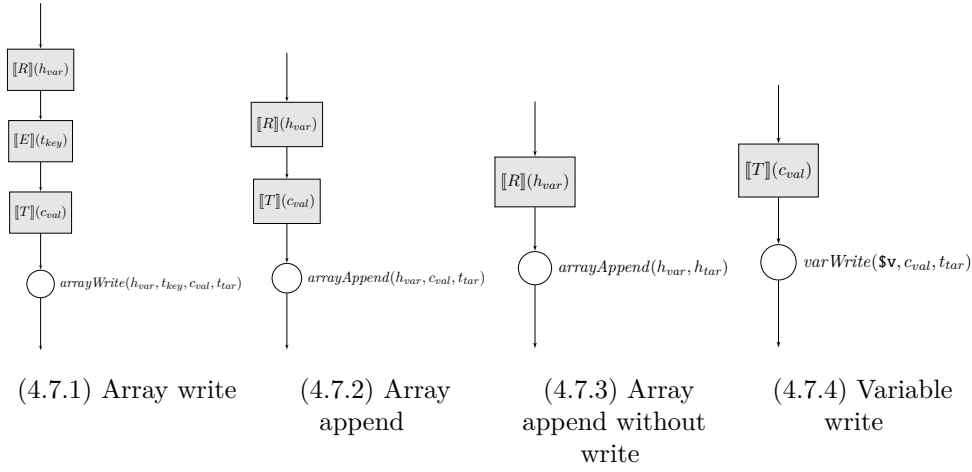 ⟦R⟧(h_var)
⟦E⟧(t_key)
⟦T⟧(c_val)
arrayWrite(h_var, t_key, c_val, t_tar)
(4.7.1) Array write
⟦R⟧(h_var)
⟦T⟧(c_val)
arrayAppend(h_var, c_val, t_tar)
(4.7.2) Array
append
⟦R⟧(h_var)
arrayAppend(h_var, h_tar)
(4.7.3) Array
append without
write
⟦T⟧(c_val)
varWrite($v, c_val, t_tar)
(4.7.4) Variable
write